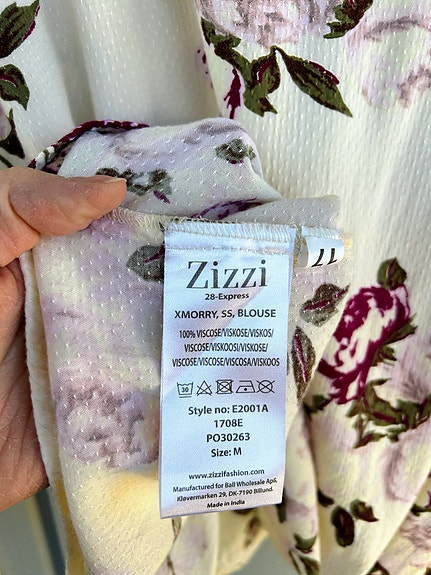 Zizzi
28-Express
XMORRY, SS, BLOUSE
100% VISCOSE/VISKOSE/VISKOS/
VISCOSE/VISKOOSI/VISKOSE/
VISCOSE/VISCOSE/VISCOSA/VISKOOS
30
Style no: E2001A
1708E
PO30263
Size: M
www.zizzifashion.com
Manufactured for Ball Wholesale ApS,
Kløvermarken 29, DK-7190 Billund.
Made in India